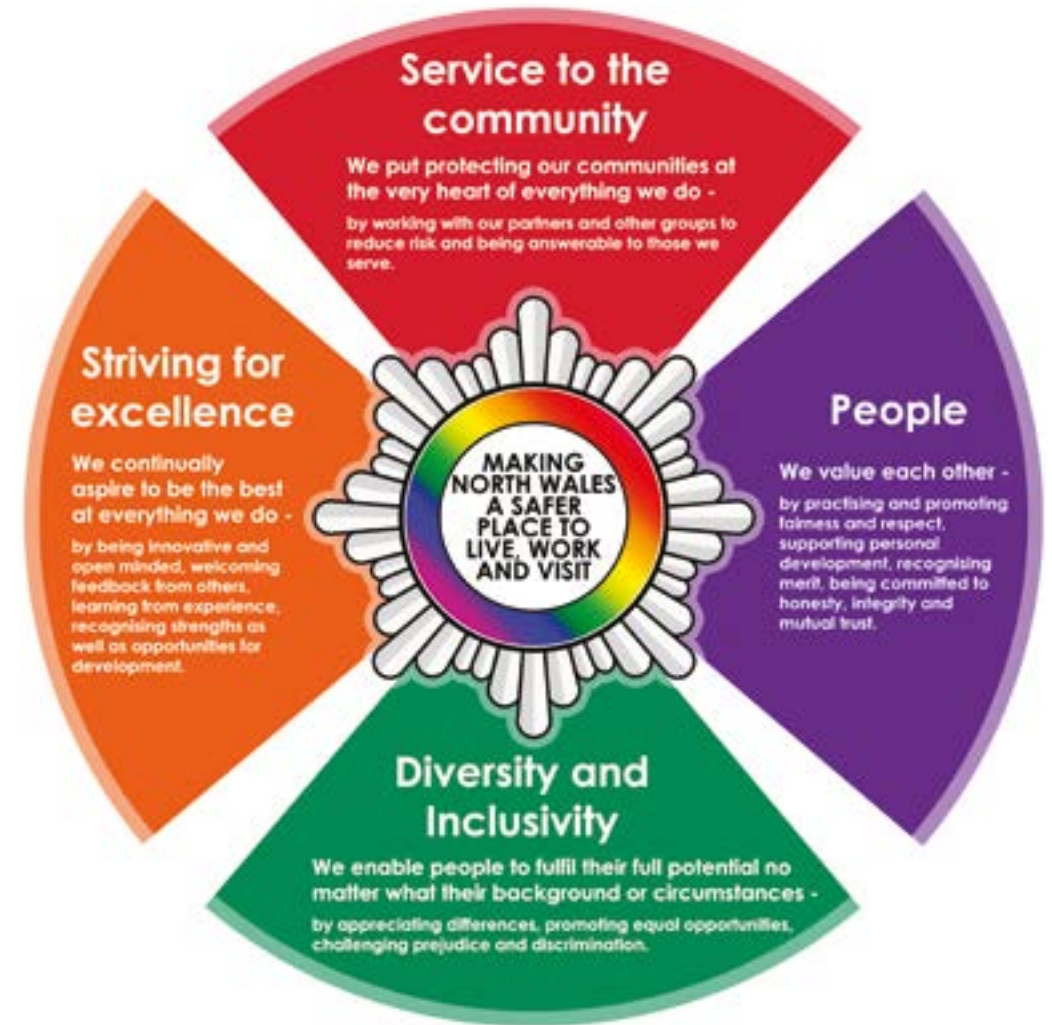 Service to the
community
We put protecting our communities at
the very heart of everything we do -
by working with our partners and other groups to
reduce risk and being answerable to those we
serve.
Striving for
excellence
We continually
aspire to be the best
at everything we do -
by being innovative and
open minded, welcoming
feedback from others,
learning from experience,
recognising strengths as
well as opportunities for
development.
MAKING
NORTH WALES
A SAFER
PLACE TO
LIVE, WORK
AND VISIT
People
We value each other -
by practising and promoting
fairness and respect,
supporting personal
development, recognising
merit, being committed to
honesty, integrity and
mutual trust.
Diversity and
Inclusivity
We enable people to fulfil their full potential no
matter what their background or circumstances -
by appreciating differences, promoting equal opportunities,
challenging prejudice and discrimination.